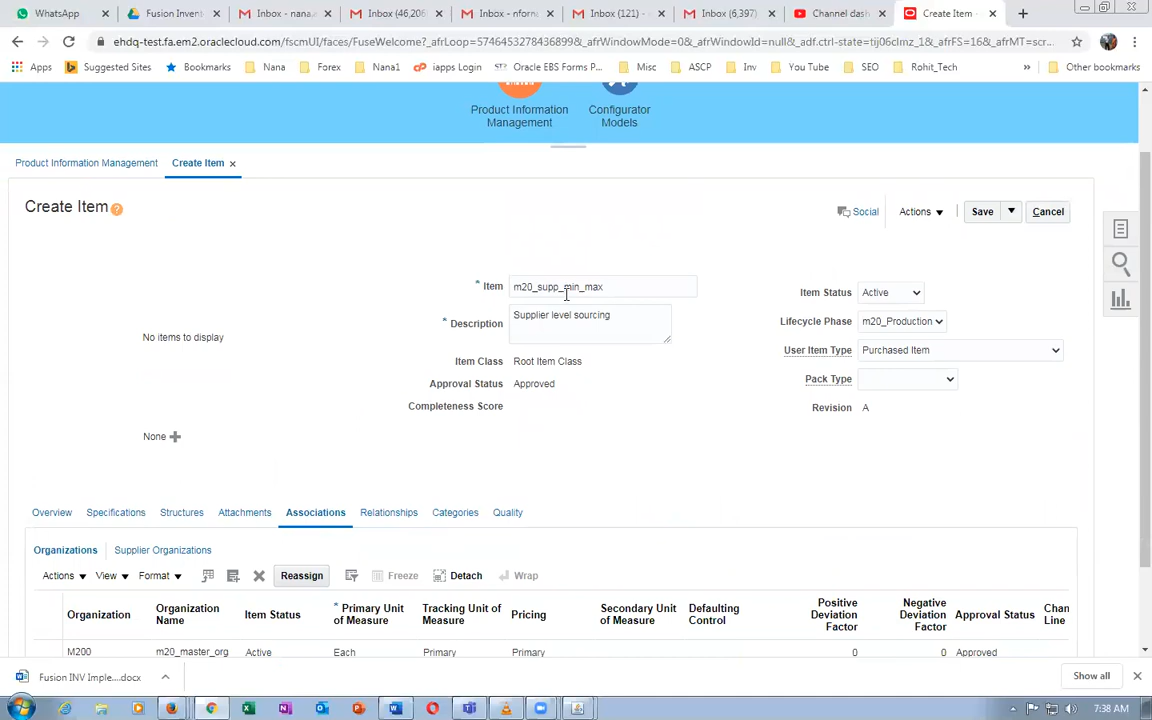 WhatsApp
Fusion Invent
Inbox - nana.
Inbox (46,206
Inbox - nforn
Inbox (121) -
Inbox (6,397)
Channel dash
Create Item -
ehdq-test.fa.em2.oraclecloud.com/fscmUI/faces/FuseWelcome?_afrLoop=57464532784368998&_afrWindowMode=0&_afrWindowId=null&_adf.ctrl-state=tij06clmz_1&_afrFS=16&_afrMT=scr...
Apps
Suggested Sites
Bookmarks
Nana
Forex
Nana1
iapps Login
Oracle EBS Forms P...
Misc
ASCP
Inv
You Tube
SEO
Rohit_Tech
»
Other bookmarks
Product Information Management
Configurator Models
Product Information Management
Create Item
Create Item
Social
Actions
Save
Cancel
* Item m20_supp_min_max
* Description Supplier level sourcing
Item Class Root Item Class
Approval Status Approved
Completeness Score
Item Status Active
Lifecycle Phase m20_Production
User Item Type Purchased Item
Pack Type
Revision A
No items to display
None
Overview Specifications Structures Attachments Associations Relationships Categories Quality
Organizations Supplier Organizations
Actions View Format Reassign Freeze Detach Wrap
Organization
Organization Name
Item Status
* Primary Unit of Measure
Tracking Unit of Measure
Pricing
Secondary Unit of Measure
Defaulting Control
Positive Deviation Factor
Negative Deviation Factor
Approval Status
Chan Line
M200 m20_master_org Active Each Primary Primary 0 0 Approved
Fusion INV Imple....docx
Show all
7:38 AM